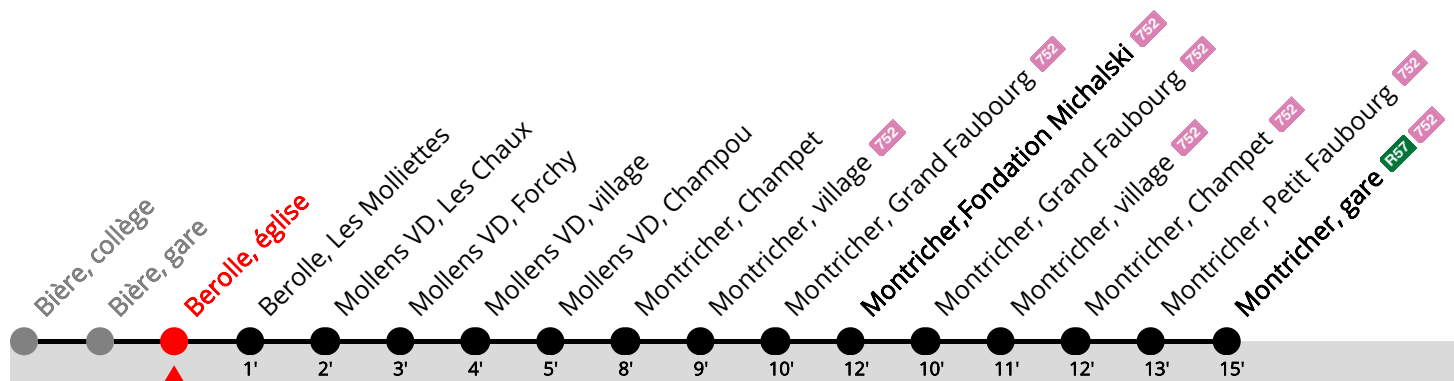 Bière, collège
Bière, gare
Berolle, église
Berolle, Les Molliettes
Mollens VD, Les Chaux
Mollens VD, Forchy
Mollens VD, village
Mollens VD, Champou
Montricher, Champet
Montricher, village 752
Montricher, Grand Faubourg 752
Montricher,Fondation Michalski 752
Montricher, Grand Faubourg 752
Montricher, village 752
Montricher, Champet 752
Montricher, Petit Faubourg 752
Montricher, gare R57 752
1' 2' 3' 4' 5' 8' 9' 10' 12' 10' 11' 12' 13' 15'